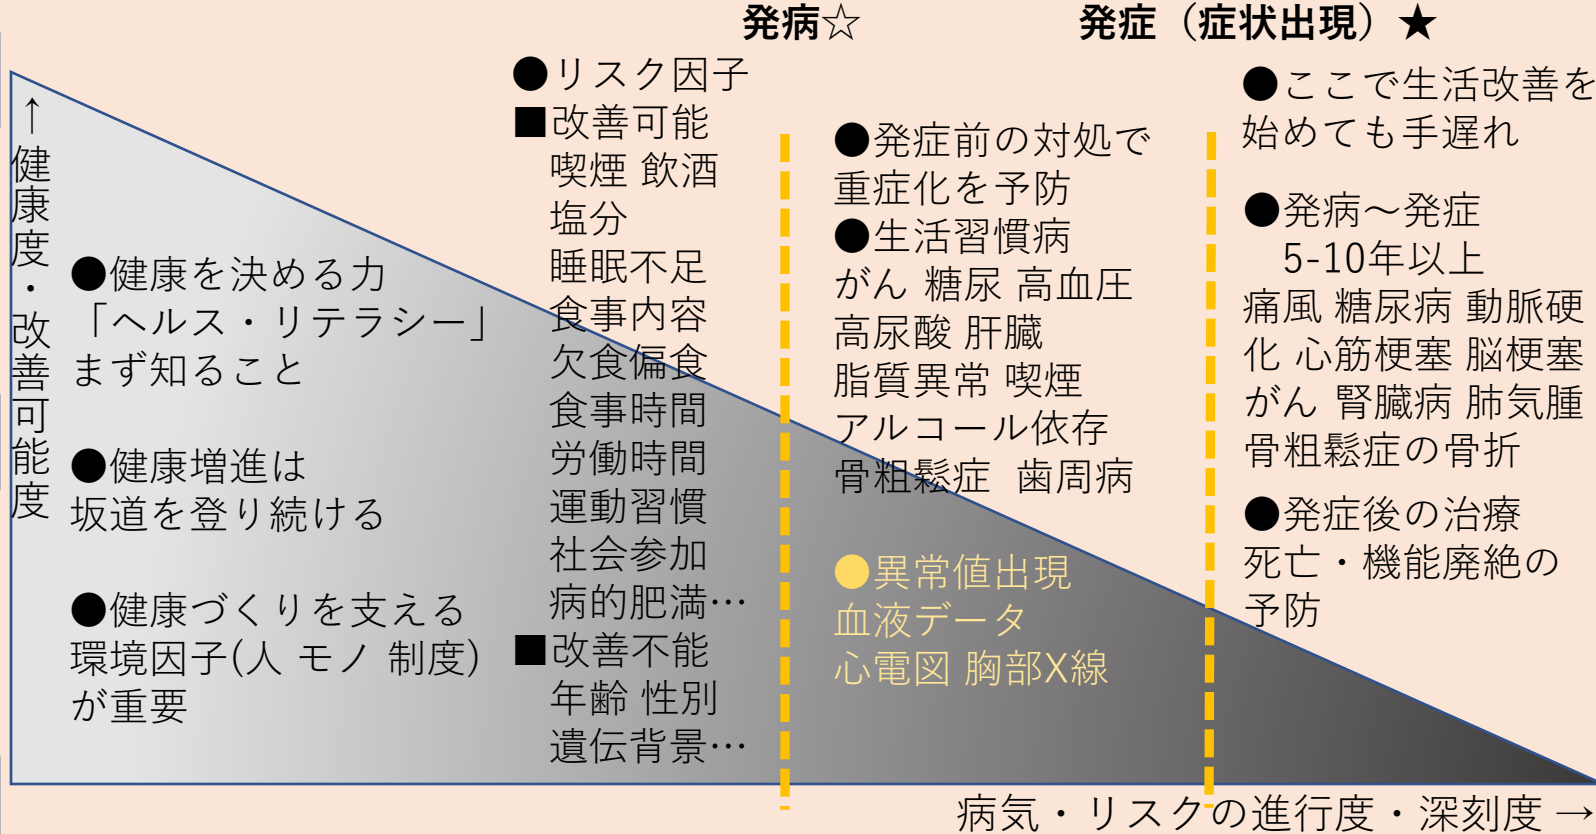 発病☆
発症（症状出現）★
↑健康度・改善可能度
●健康を決める力
「ヘルス・リテラシー」
まず知ること
●健康増進は
坂道を登り続ける
●健康づくりを支える
環境因子(人 モノ 制度)
が重要
●リスク因子
■改善可能
喫煙 飲酒
塩分
睡眠不足
食事内容
欠食偏食
食事時間
労働時間
運動習慣
社会参加
病的肥満…
■改善不能
年齢 性別
遺伝背景…
●発症前の対処で
重症化を予防
●生活習慣病
がん 糖尿 高血圧
高尿酸 肝臓
脂質異常 喫煙
アルコール依存
骨粗鬆症 歯周病
●異常値出現
血液データ
心電図 胸部X線
●ここで生活改善を
始めても手遅れ
●発病～発症
5-10年以上
痛風 糖尿病 動脈硬
化 心筋梗塞 脳梗塞
がん 腎臓病 肺気腫
骨粗鬆症の骨折
●発症後の治療
死亡・機能廃絶の
予防
病気・リスクの進行度・深刻度→